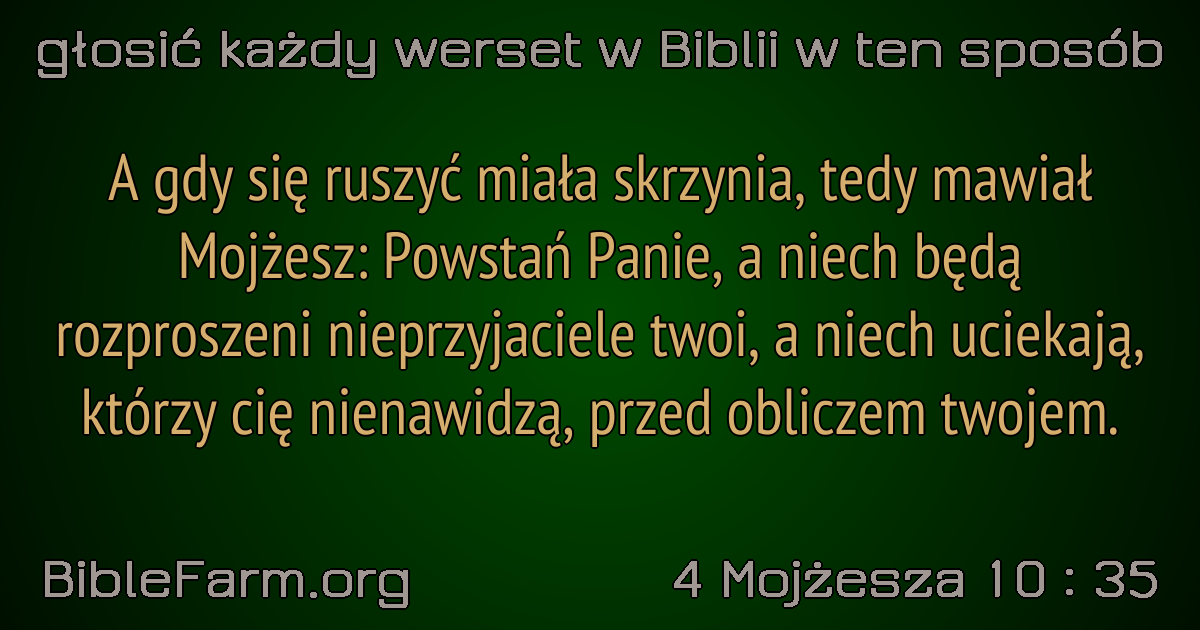 głosić każdy werset w Biblii w ten sposób
A gdy się ruszyć miała skrzynia, tedy mawiał
Mojżesz: Powstań Panie, a niech będą
rozproszeni nieprzyjaciele twoi, a niech uciekają,
którzy cię nienawidzą, przed obliczem twojem.
BibleFarm.org
4 Mojżesza 10 : 35